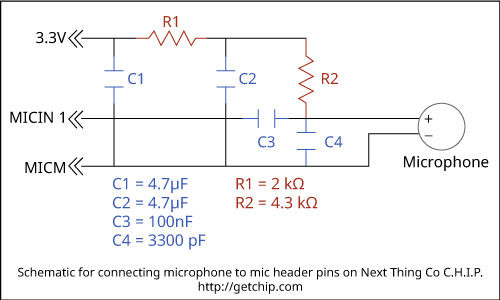 R1
3.3V
C1
C2
R2
MICIN 1
+
C3
C4
−
MICM
Microphone
C1 = 4.7µF
R1 = 2 kΩ
C2 = 4.7µF
R2 = 4.3 kΩ
C3 = 100nF
C4 = 3300 pF
Schematic for connecting microphone to mic header pins on Next Thing Co C.H.I.P.
http://getchip.com